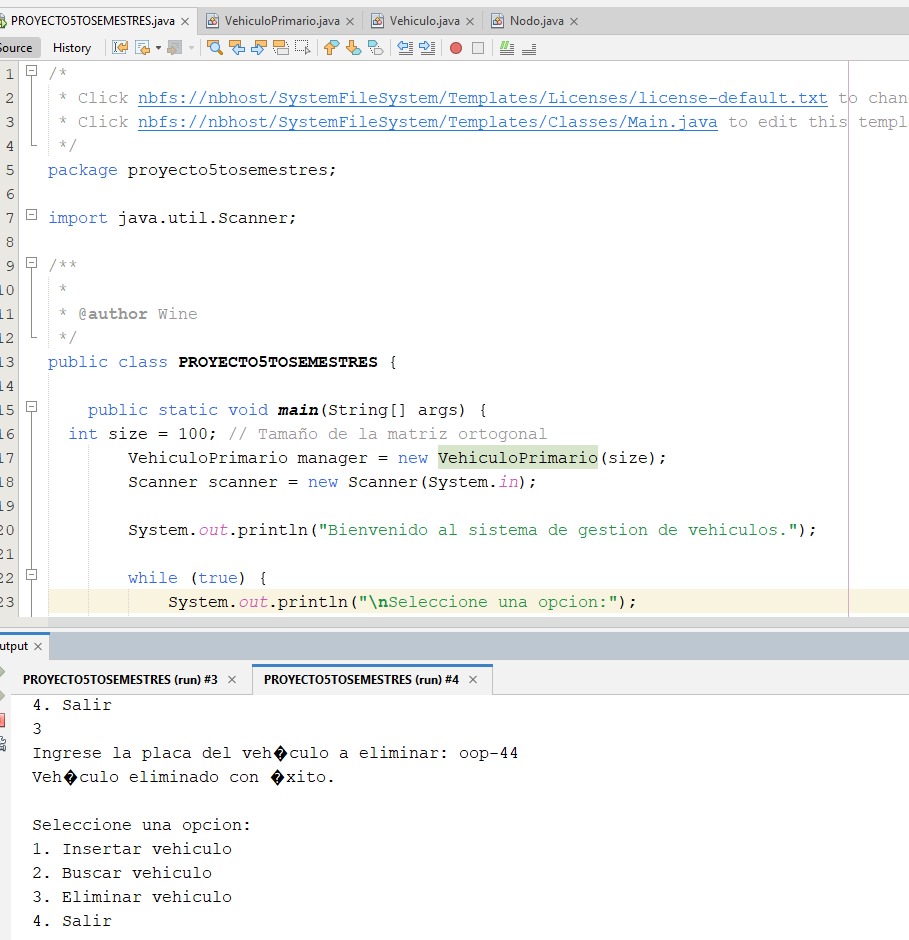 PROYECTO5TOSEMESTRES.java VehiculoPrimario.java Vehiculo.java Nodo.java
Source History
1 /*
2 * Click nbfs://nbhost/SystemFileSystem/Templates/Licenses/license-default.txt to chan
3 * Click nbfs://nbhost/SystemFileSystem/Templates/Classes/Main.java to edit this templ
4 */
5 package proyecto5tosemestres;
6
7 import java.util.Scanner;
8
9 /**
10 *
11 * @author Wine
12 */
13 public class PROYECTO5TOSEMESTRES {
14
15 public static void main(String[] args) {
16 int size = 100; // Tamaño de la matriz ortogonal
17 VehiculoPrimario manager = new VehiculoPrimario(size);
18 Scanner scanner = new Scanner(System.in);
19
20 System.out.println("Bienvenido al sistema de gestion de vehiculos.");
21
22 while (true) {
23 System.out.println("\nSeleccione una opcion:");
utput
PROYECTO5TOSEMESTRES (run) #3 PROYECTO5TOSEMESTRES (run) #4
4. Salir
3
Ingrese la placa del veh�culo a eliminar: oop-44
Veh�culo eliminado con �xito.
Seleccione una opcion:
1. Insertar vehiculo
2. Buscar vehiculo
3. Eliminar vehiculo
4. Salir